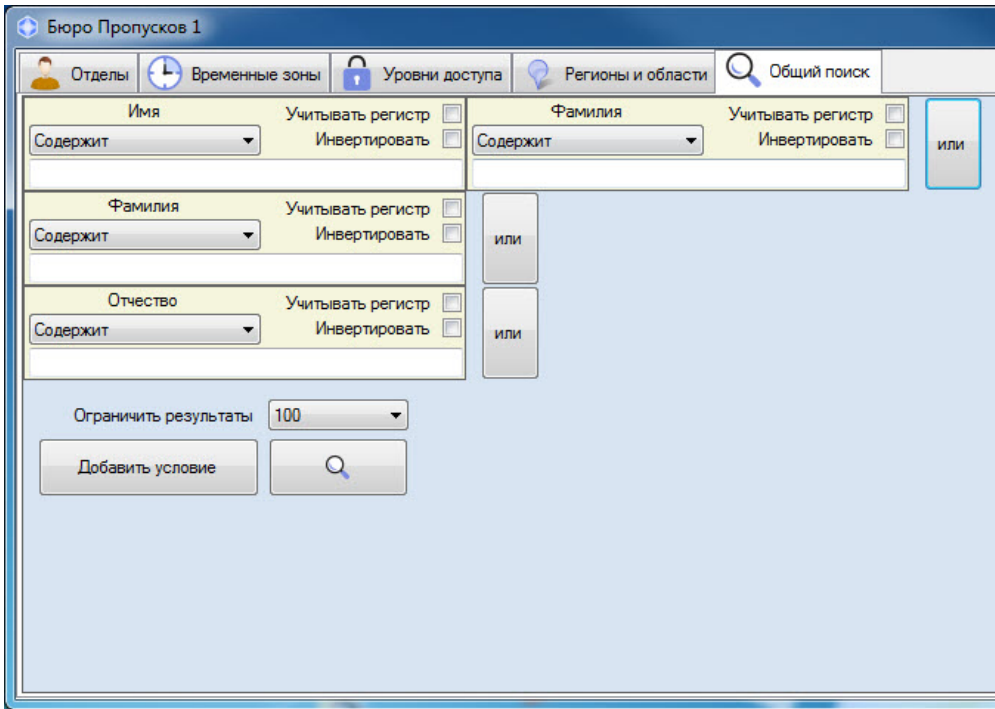 Бюро Пропусков 1
Отделы Временные зоны Уровни доступа Регионы и области Общий поиск
Имя Учитывать регистр Фамилия Учитывать регистр
Содержит Инвертировать Содержит Инвертировать или
Фамилия Учитывать регистр
Содержит Инвертировать или
Отчество Учитывать регистр
Содержит Инвертировать или
Ограничить результаты 100
Добавить условие